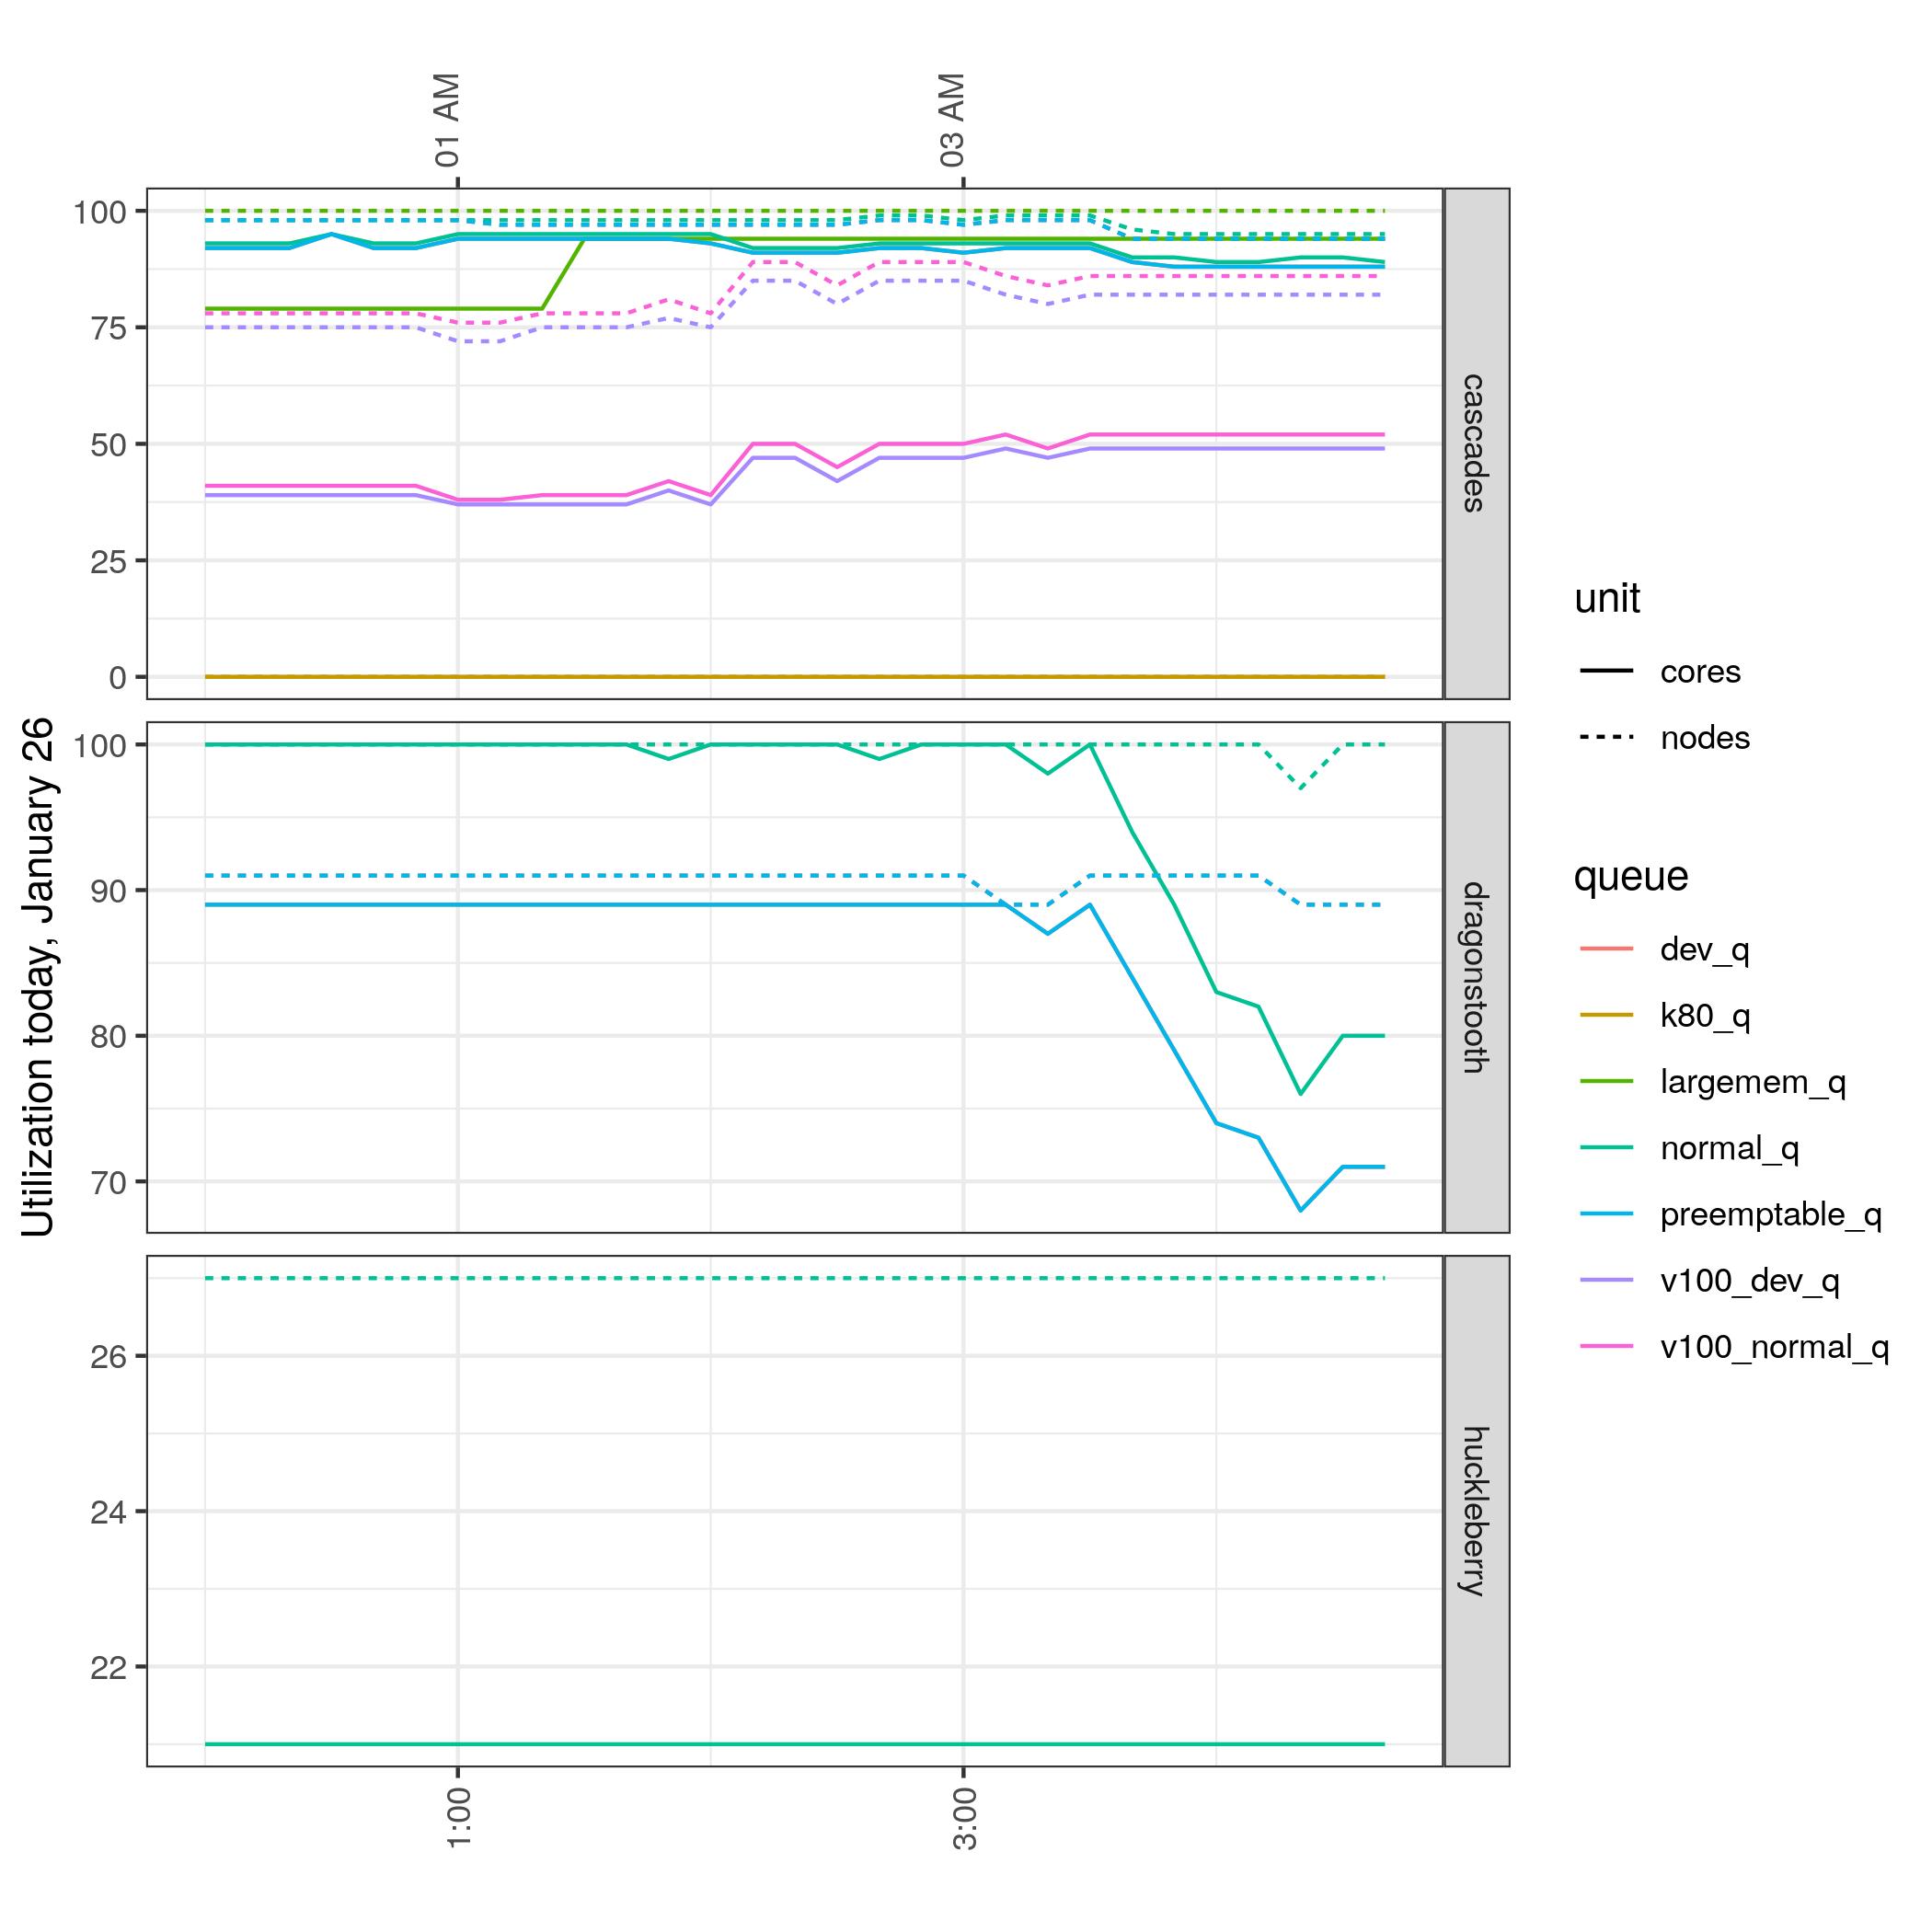 01 AM
03 AM
Utilization today, January 26
100
75
50
25
0
cascades
100
90
80
70
dragonstooth
26
24
22
huckleberry
1:00
3:00
unit
cores
nodes
queue
dev_q
k80_q
largemem_q
normal_q
preemptable_q
v100_dev_q
v100_normal_q